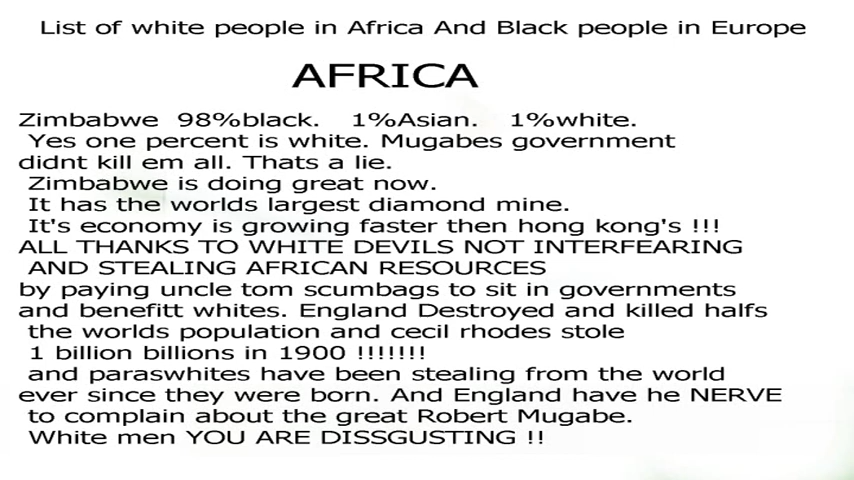 List of white people in Africa And Black people in Europe
AFRICA
Zimbabwe 98%black. 1%Asian. 1%white.
Yes one percent is white. Mugabes government
didnt kill em all. Thats a lie.
Zimbabwe is doing great now.
It has the worlds largest diamond mine.
It's economy is growing faster then hong kong's !!!
ALL THANKS TO WHITE DEVILS NOT INTERFEARING
AND STEALING AFRICAN RESOURCES
by paying uncle tom scumbags to sit in governments
and benefitt whites. England Destroyed and killed halfs
the worlds population and cecil rhodes stole
1 billion billions in 1900 !!!!!!!
and paraswhites have been stealing from the world
ever since they were born. And England have he NERVE
to complain about the great Robert Mugabe.
White men YOU ARE DISSGUSTING !!